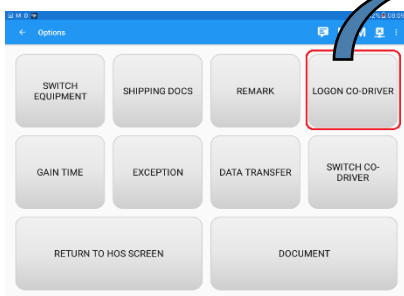 Options
SWITCH
EQUIPMENT
SHIPPING DOCS
REMARK
LOGON CO-DRIVER
GAIN TIME
EXCEPTION
DATA TRANSFER
SWITCH CO-
DRIVER
RETURN TO HOS SCREEN
DOCUMENT